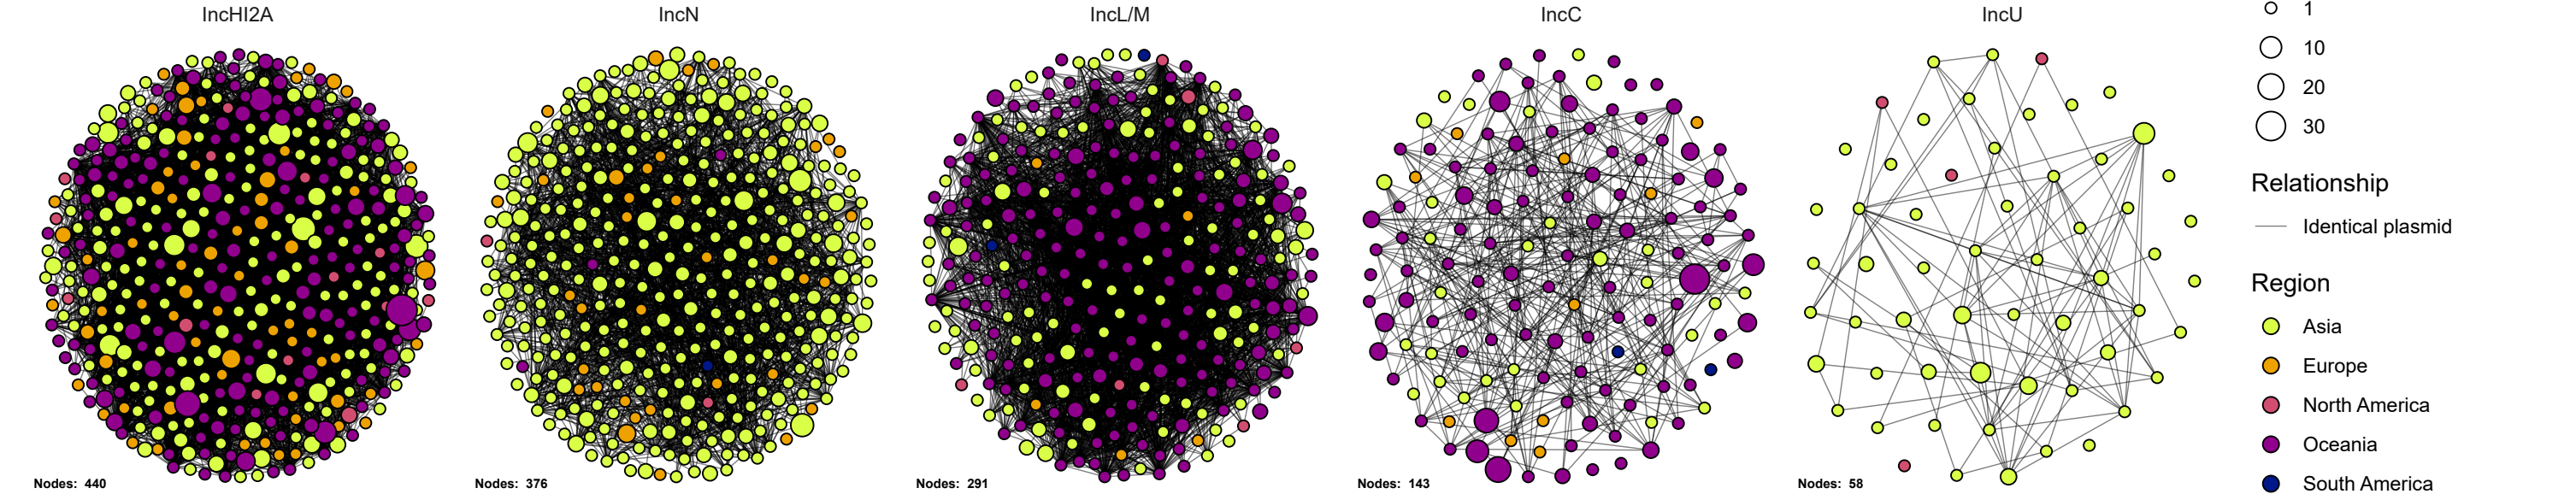 IncHI2A
IncN
IncL/M
IncC
IncU
1
10
20
30
Relationship
Identical plasmid
Region
Asia
Europe
North America
Oceania
South America
Nodes: 440
Nodes: 376
Nodes: 291
Nodes: 143
Nodes: 58